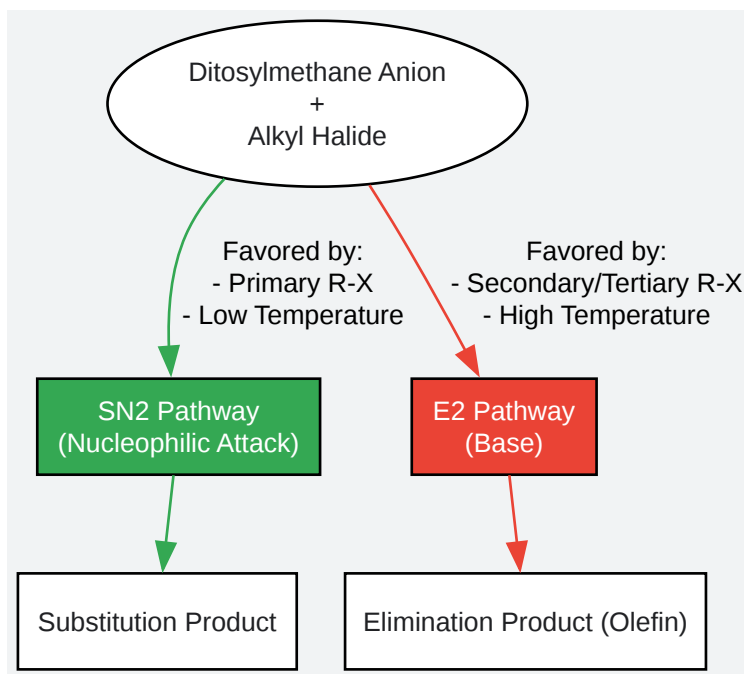 Ditosylmethane Anion
+
Alkyl Halide
Favored by:
- Primary R-X
- Low Temperature
Favored by:
- Secondary/Tertiary R-X
- High Temperature
SN2 Pathway
(Nucleophilic Attack)
E2 Pathway
(Base)
Substitution Product
Elimination Product (Olefin)